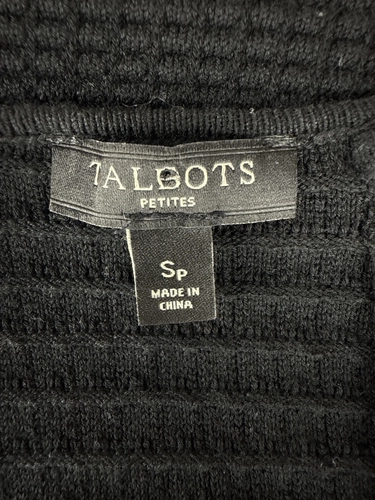 TALBOTS
PETITES
SP
MADE IN
CHINA